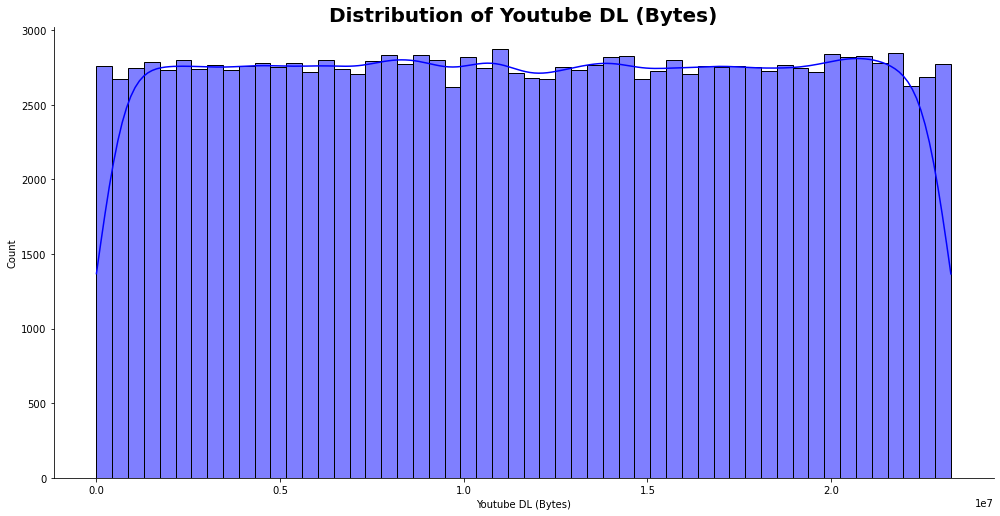 Distribution of Youtube DL (Bytes)
3000
2500
2000
1500
1000
500
0
Count
0.0 0.5 1.0 1.5 2.0
1e7
Youtube DL (Bytes)